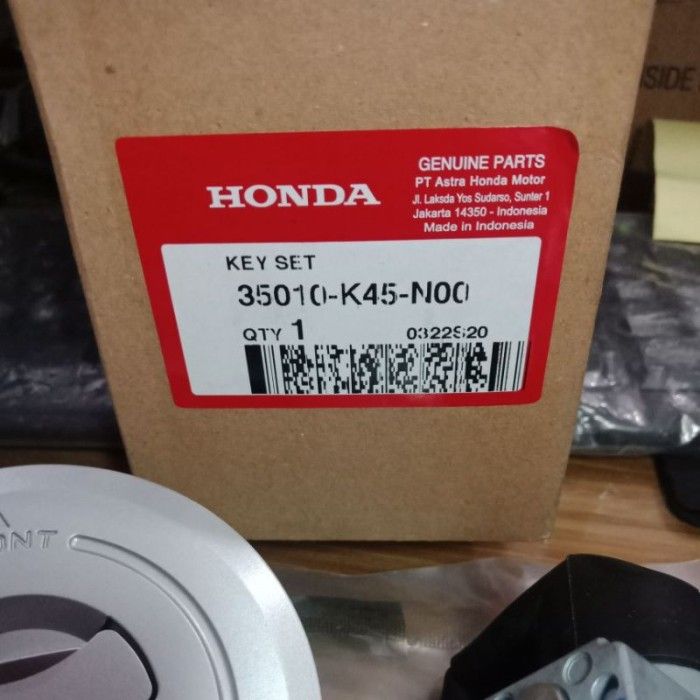 HONDA
GENUINE PARTS
PT Astra Honda Motor
Jl. Laksda Yos Sudarso, Sunter 1
Jakarta 14350 - Indonesia
Made in Indonesia
KEY SET
35010-K45-N00
QTY 1 0322S20